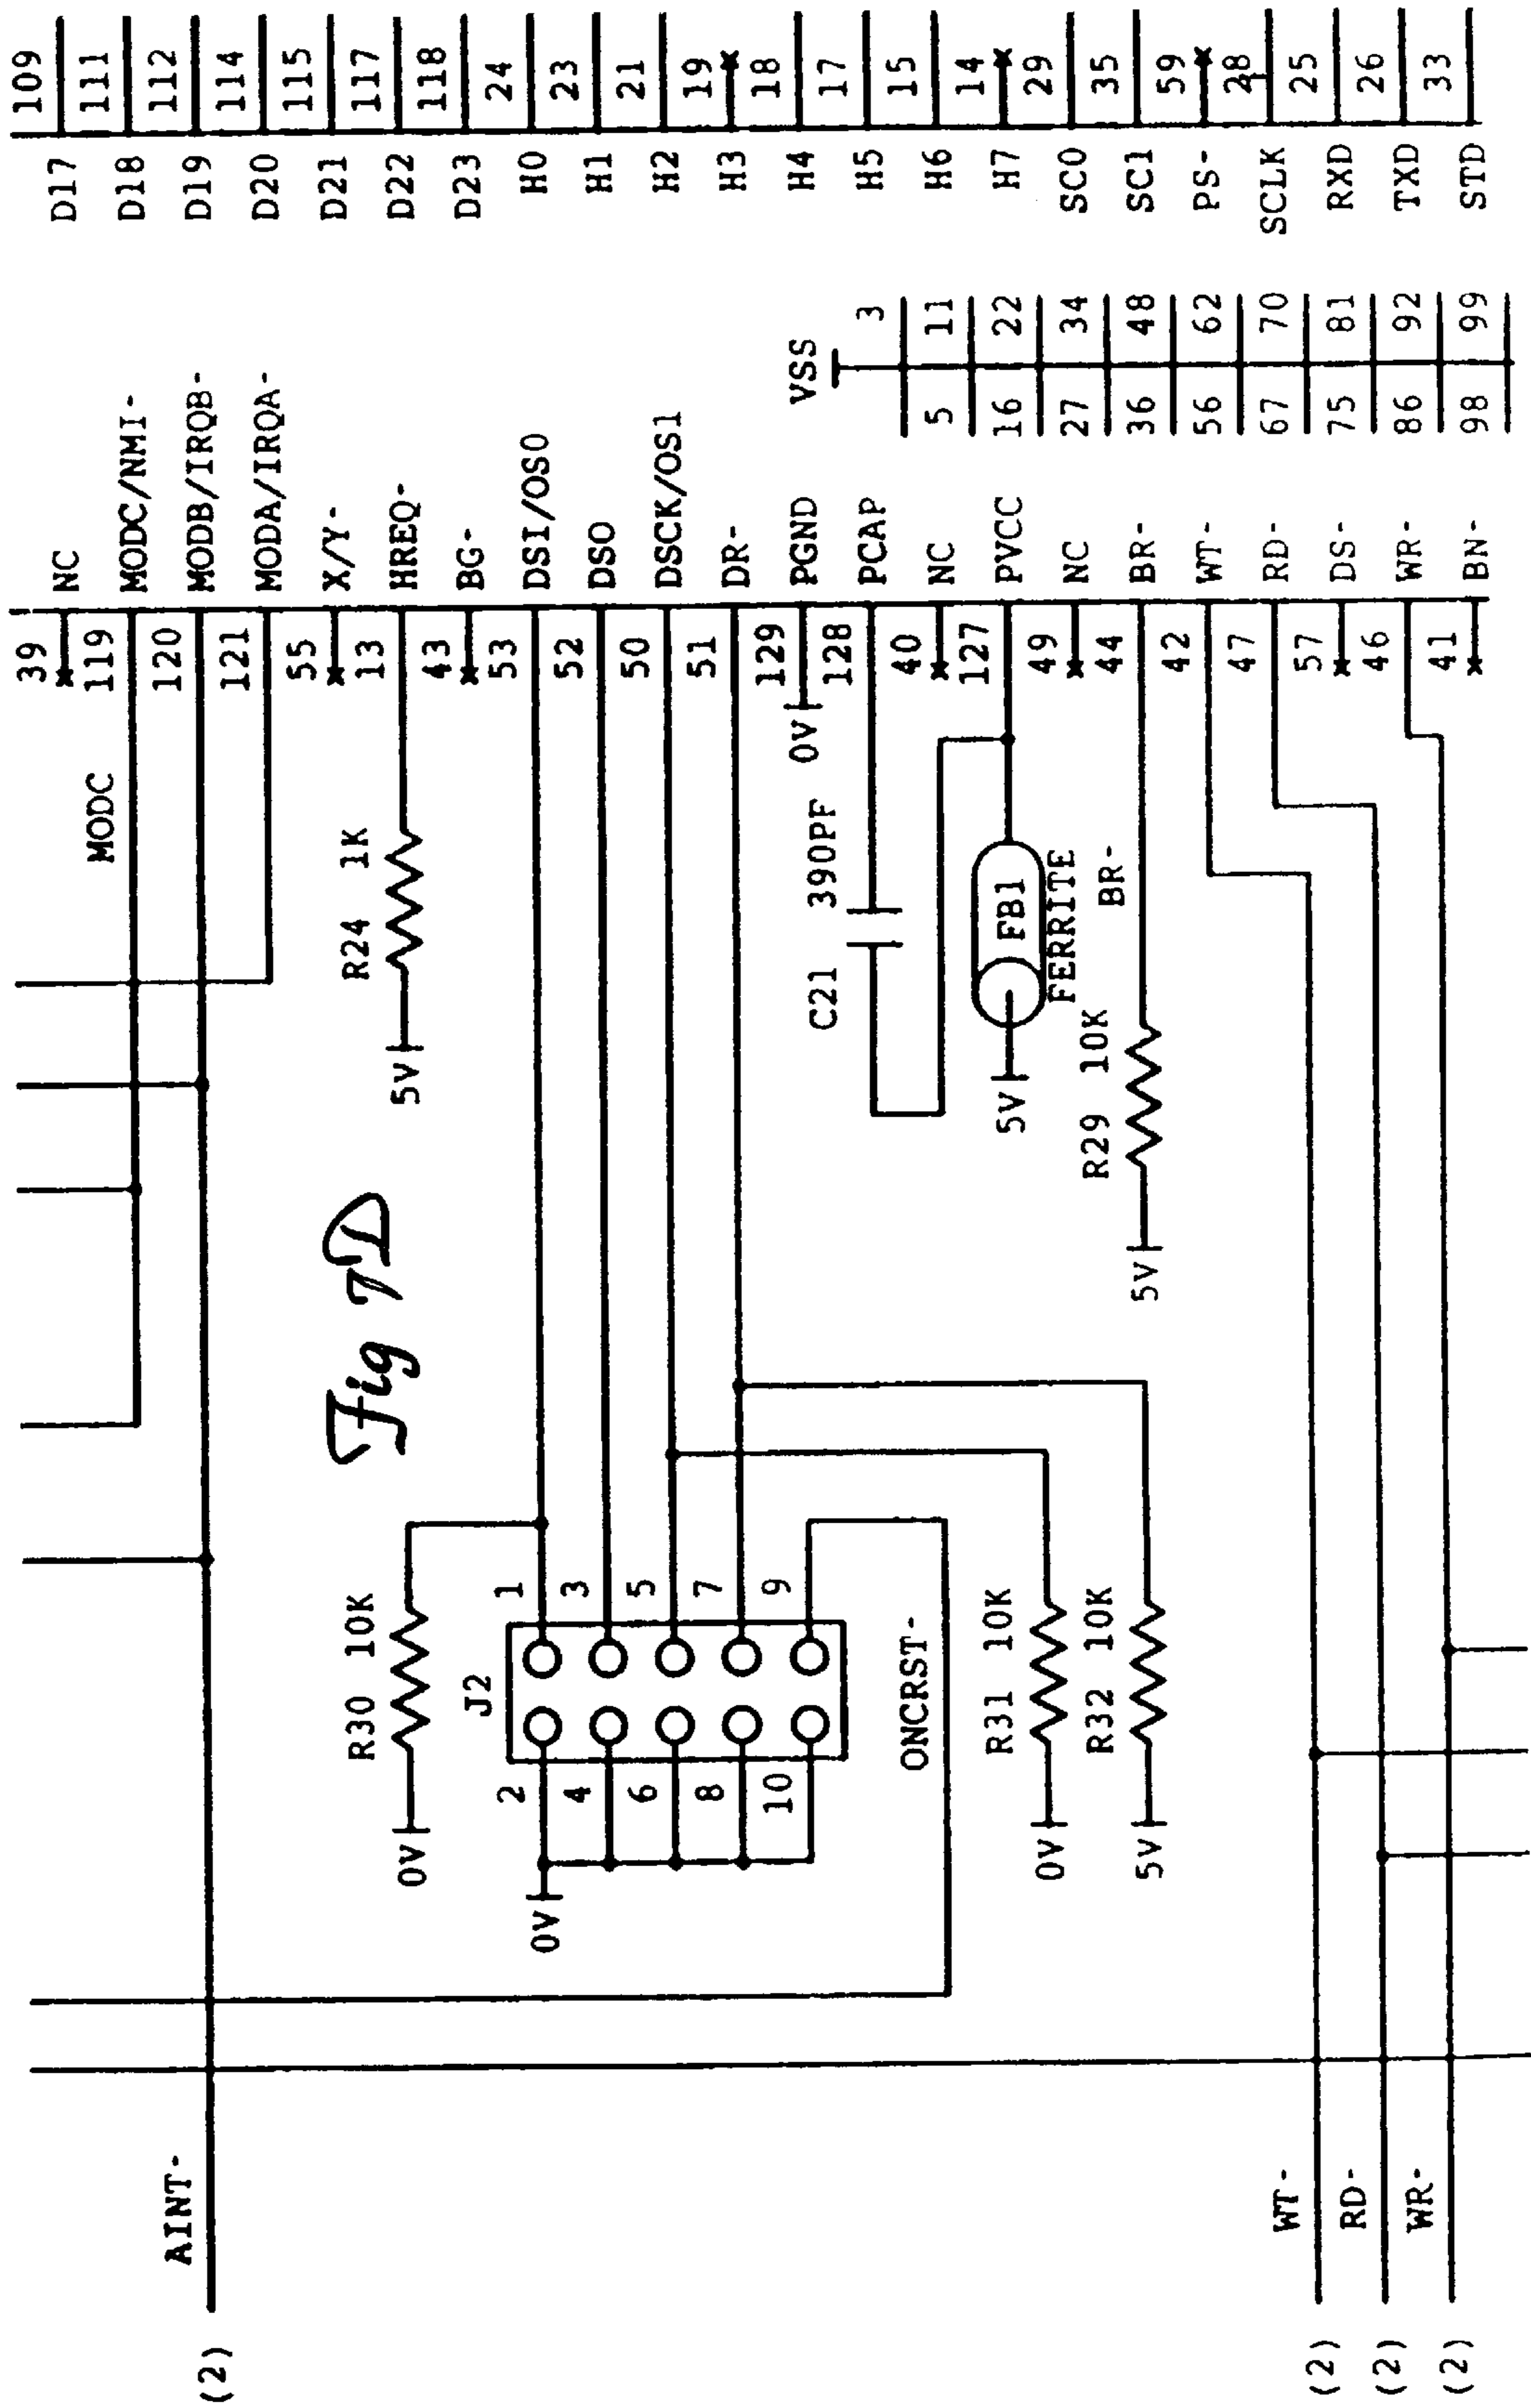 39
NC
119
MODC/NMI-
MODC
120
MODB/IRQB-
121
MODA/IRQA-
55
X/Y-
13
HREQ-
5V
R24 1K
43
BG-
53
DSI/OS0
52
DSO
50
DSCK/OS1
51
DR-
129
PGND
0V
128
PCAP
C21 390PF
40
NC
127
PVCC
5V
FB1
FERRITE
49
NC
44
BR-
BR-
5V
R29 10K
42
WT-
47
RD-
57
DS-
46
WR-
41
BN-
AINT-
(2)
Fig 7D
0V
R30 10K
J2
2 1
4 3
6 5
8 7
10 9
0V
ONCRST-
0V
R31 10K
5V
R32 10K
WT-
(2)
RD-
(2)
WR-
(2)
VSS
3
5 11
16 22
27 34
36 48
56 62
67 70
75 81
86 92
98 99
109
D17
111
D18
112
D19
114
D20
115
D21
117
D22
118
D23
24
H0
23
H1
21
H2
19
H3
18
H4
17
H5
15
H6
14
H7
29
SC0
35
SC1
59
PS-
28
SCLK
25
RXD
26
TXD
33
STD